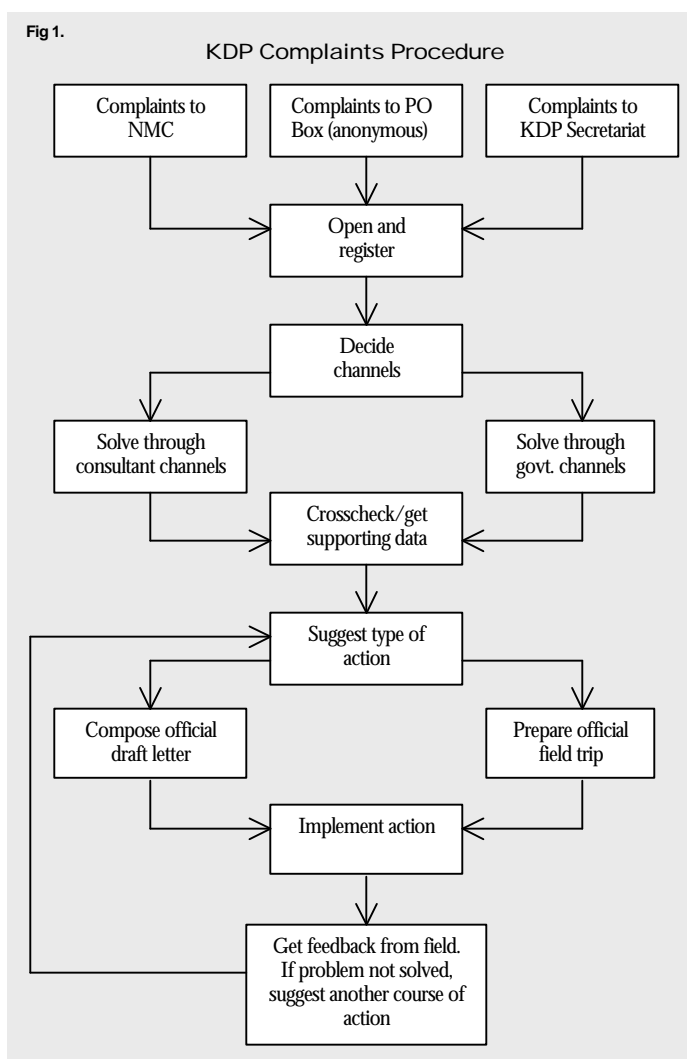 Fig 1.
KDP Complaints Procedure
Complaints to
NMC
Complaints to PO
Box (anonymous)
Complaints to
KDP Secretariat
Open and
register
Decide
channels
Solve through
consultant channels
Solve through
govt. channels
Crosscheck/get
supporting data
Suggest type of
action
Compose official
draft letter
Prepare official
field trip
Implement action
Get feedback from field.
If problem not solved,
suggest another course of
action